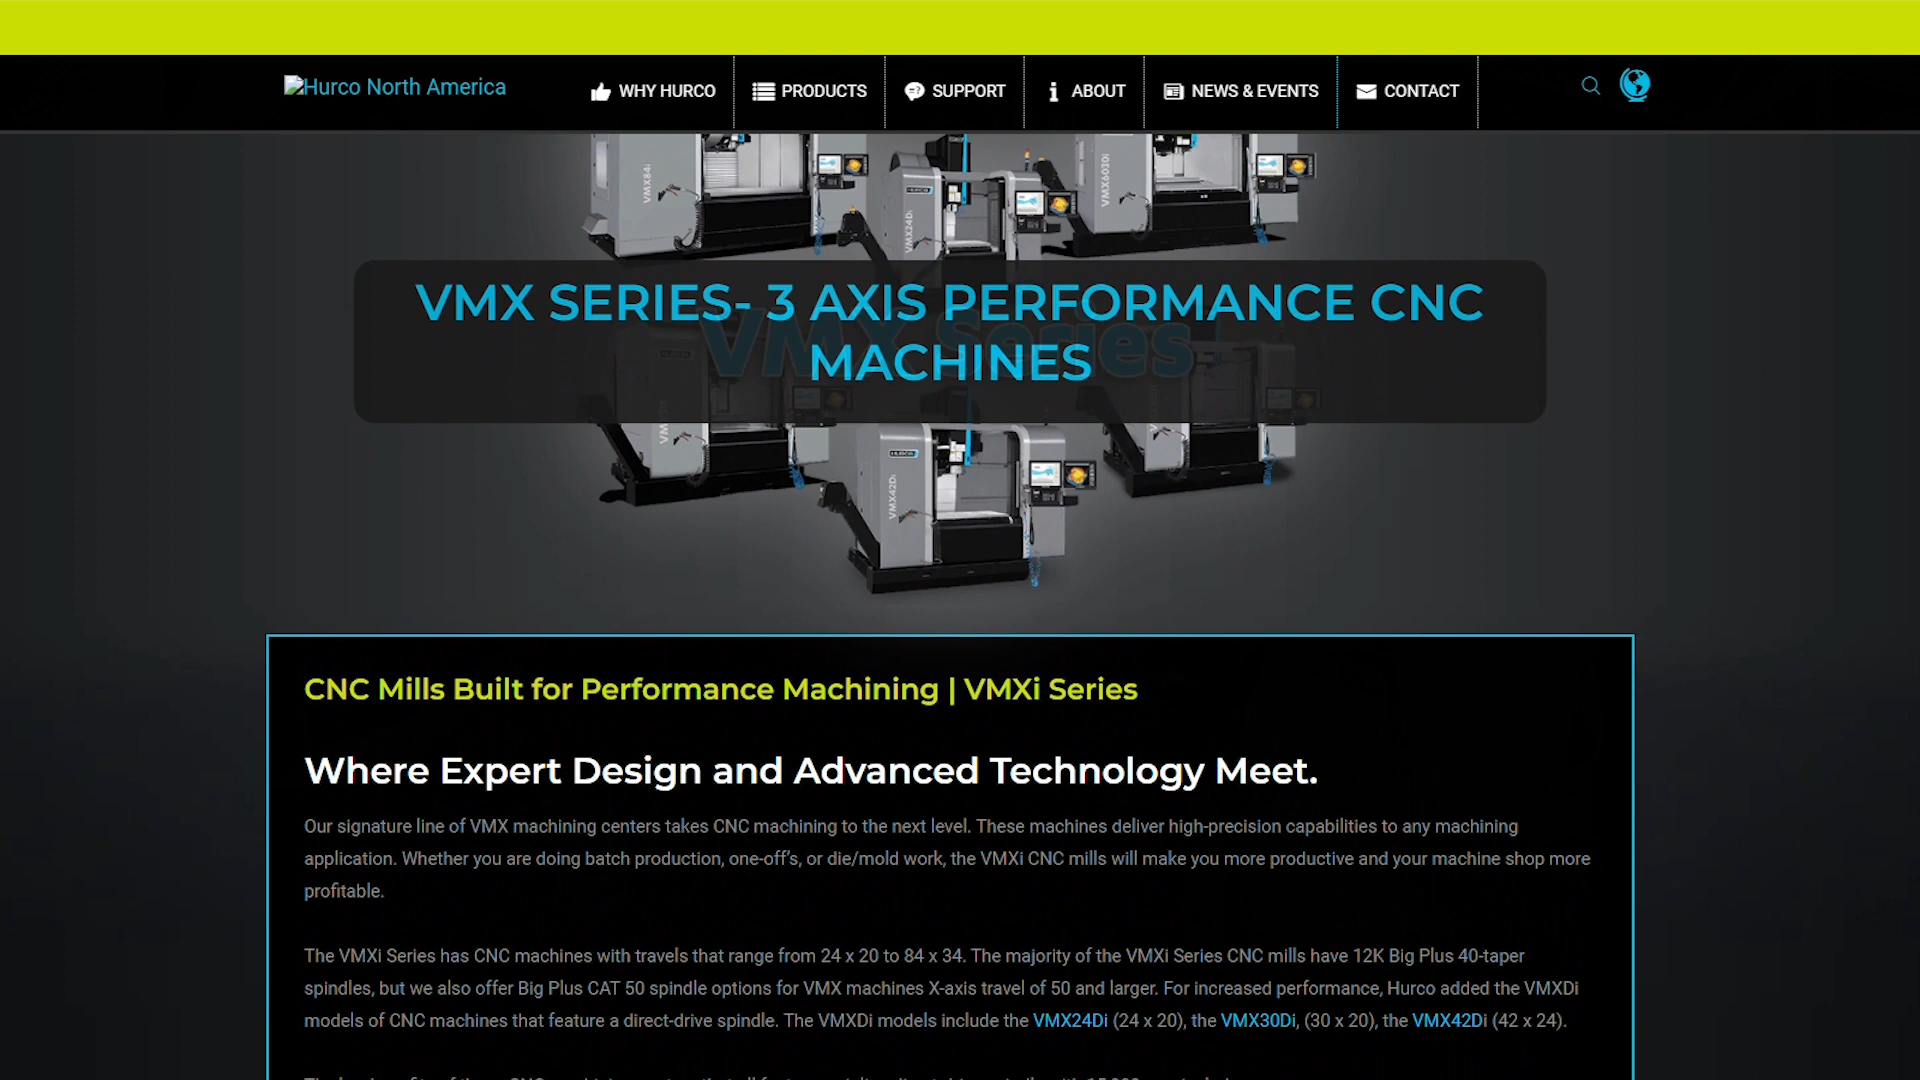 Hurco North America
WHY HURCO
PRODUCTS
SUPPORT
ABOUT
NEWS & EVENTS
CONTACT
VMX84i
VMX24Di
HURCO
VMX6030i
VMX SERIES- 3 AXIS PERFORMANCE CNC
MACHINES
VMX Series
HURCO
VMX42Di
CNC Mills Built for Performance Machining | VMXi Series
Where Expert Design and Advanced Technology Meet.
Our signature line of VMX machining centers takes CNC machining to the next level. These machines deliver high-precision capabilities to any machining
application. Whether you are doing batch production, one-off's, or die/mold work, the VMXi CNC mills will make you more productive and your machine shop more
profitable.
The VMXi Series has CNC machines with travels that range from 24 x 20 to 84 x 34. The majority of the VMXi Series CNC mills have 12K Big Plus 40-taper
spindles, but we also offer Big Plus CAT 50 spindle options for VMX machines X-axis travel of 50 and larger. For increased performance, Hurco added the VMXDi
models of CNC machines that feature a direct-drive spindle. The VMXDi models include the VMX24Di (24 x 20), the VMX30Di, (30 x 20), the VMX42Di (42 x 24).